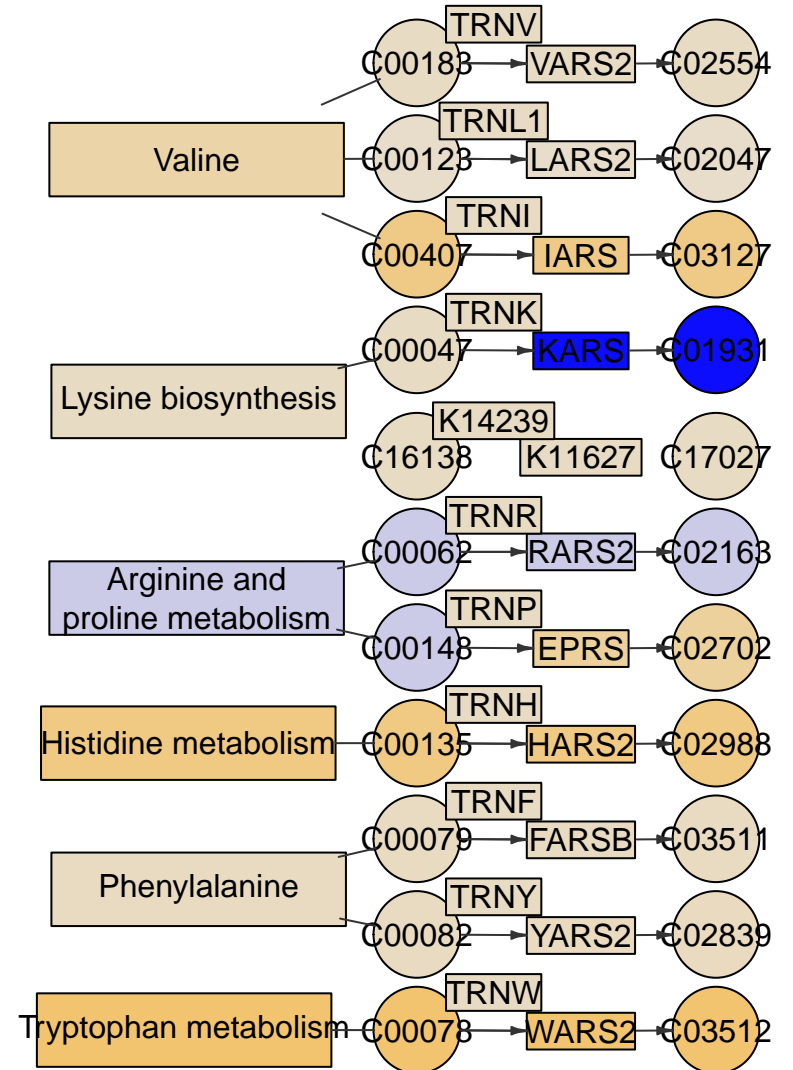 TRNV
C00183 VARS2 C02554
TRNL1
Valine C00123 LARS2 C02047
TRNI
C00407 IARS C03127
TRNK
C00047 KARS C01931
Lysine biosynthesis
K14239
C16138 K11627 C17027
TRNR
C00062 RARS2 C02163
Arginine and
proline metabolism
TRNP
C00148 EPRS C02702
TRNH
Histidine metabolism C00135 HARS2 C02988
TRNF
C00079 FARSB C03511
Phenylalanine
TRNY
C00082 YARS2 C02839
TRNW
Tryptophan metabolism C00078 WARS2 C03512